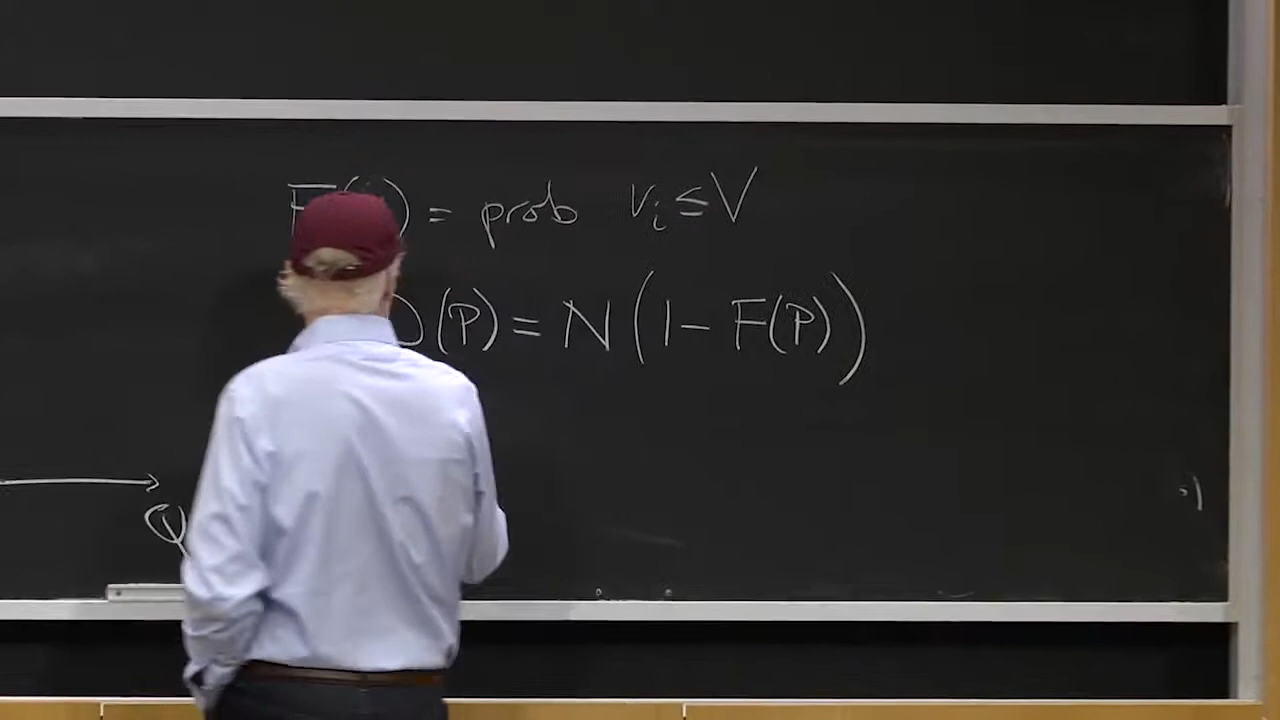 F( ) = prob vᵢ ≤ V
D(P) = N(1 - F(P))
Q